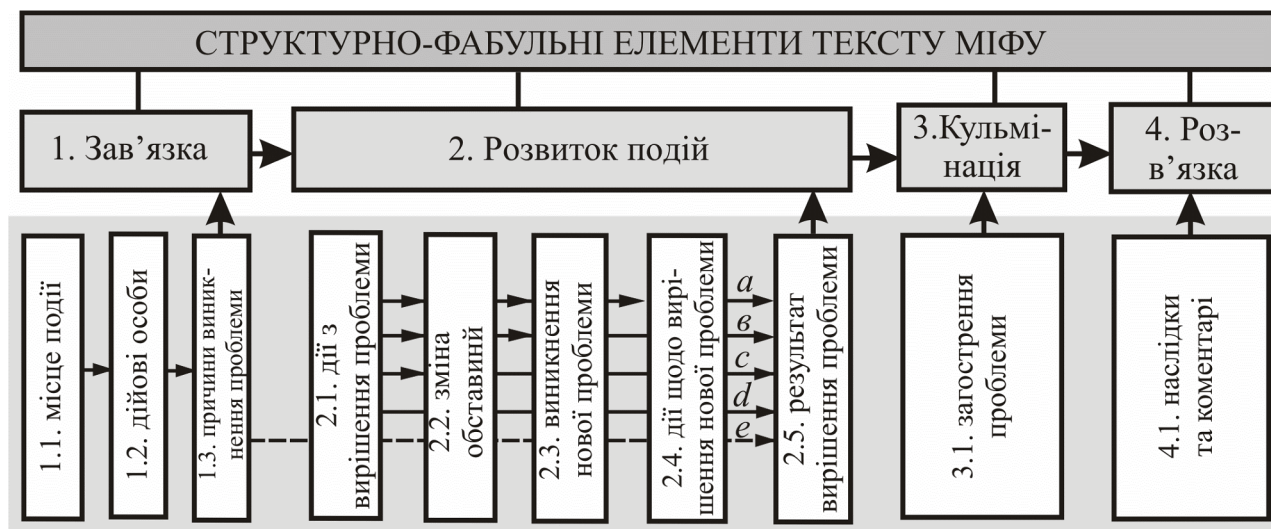 СТРУКТУРНО-ФАБУЛЬНІ ЕЛЕМЕНТИ ТЕКСТУ МІФУ
1. Зав’язка
2. Розвиток подій
3.Кульмі-
нація
4. Роз-
в’язка
1.1. місце події
1.2. дійові особи
1.3. причини виник-
нення проблеми
2.1. дії з
вирішення проблеми
2.2. зміна
обставинй
2.3. виникнення
нової проблеми
2.4. дії щодо вирі-
шення нової проблеми
a
в
c
d
e
2.5. результат
вирішення проблеми
3.1. загострення
проблеми
4.1. наслідки
та коментарі